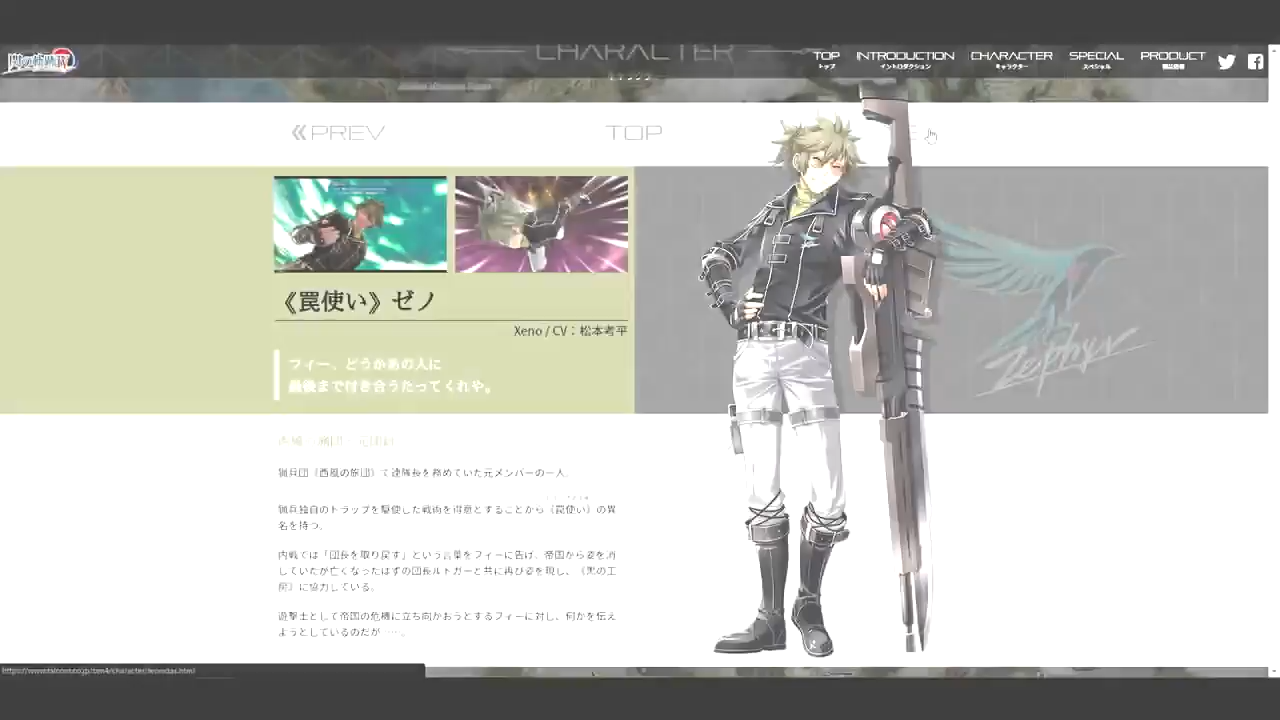 CHARACTER
TOP
トップ
INTRODUCTION
イントロダクション
CHARACTER
キャラクター
SPECIAL
スペシャル
PRODUCT
製品情報
PREV
TOP
《罠使い》ゼノ
Xeno / CV：松本考平
フィー、どうかあの人に
最後まで付き合うたってくれや。
猟兵団《西風の旅団》で連隊長を務めていた元メンバーの一人。
猟兵独自のトラップを駆使した戦術を得意とすることから《罠使い》の異
名を持つ。
内戦では「団長を取り戻す」という言葉をフィーに告げ、帝国から姿を消
していたが亡くなったはずの団長ルトガーと共に再び姿を現し、《黒の工
房》に協力している。
遊撃士として帝国の危機に立ち向かおうとするフィーに対し、何かを伝え
ようとしているのだが……。
Zephyr